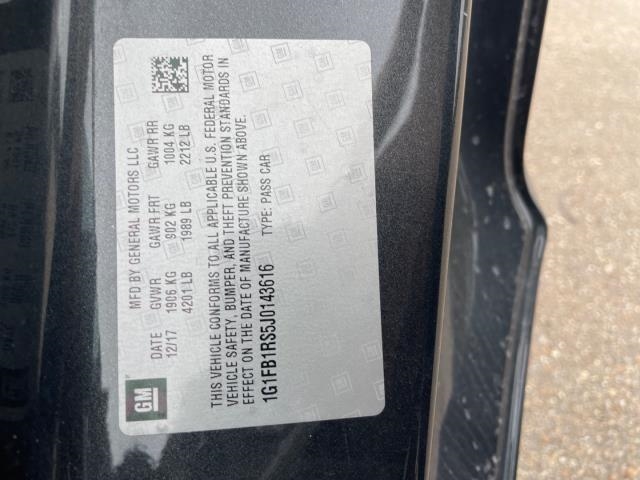 MFD BY GENERAL MOTORS LLC
DATE GVWR GAWR FRT GAWR RR
12/17 1906 KG 902 KG 1004 KG
4201 LB 1989 LB 2212 LB
THIS VEHICLE CONFORMS TO ALL APPLICABLE U.S. FEDERAL MOTOR
VEHICLE SAFETY, BUMPER, AND THEFT PREVENTION STANDARDS IN
EFFECT ON THE DATE OF MANUFACTURE SHOWN ABOVE.
1G1FB1RS5J0143616 TYPE: PASS CAR
GM